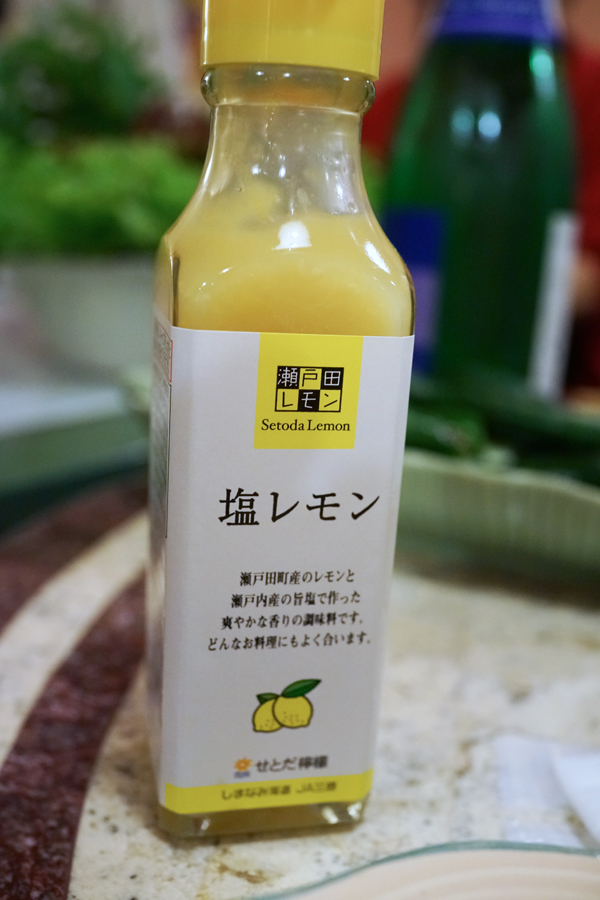 瀬戸田
レモン
Setoda Lemon
塩レモン
瀬戸田町産のレモンと
瀬戸内産の旨塩で作った
爽やかな香りの調味料です。
どんなお料理にもよく合います。
せとだ檸檬
しまなみ海道 JA三原